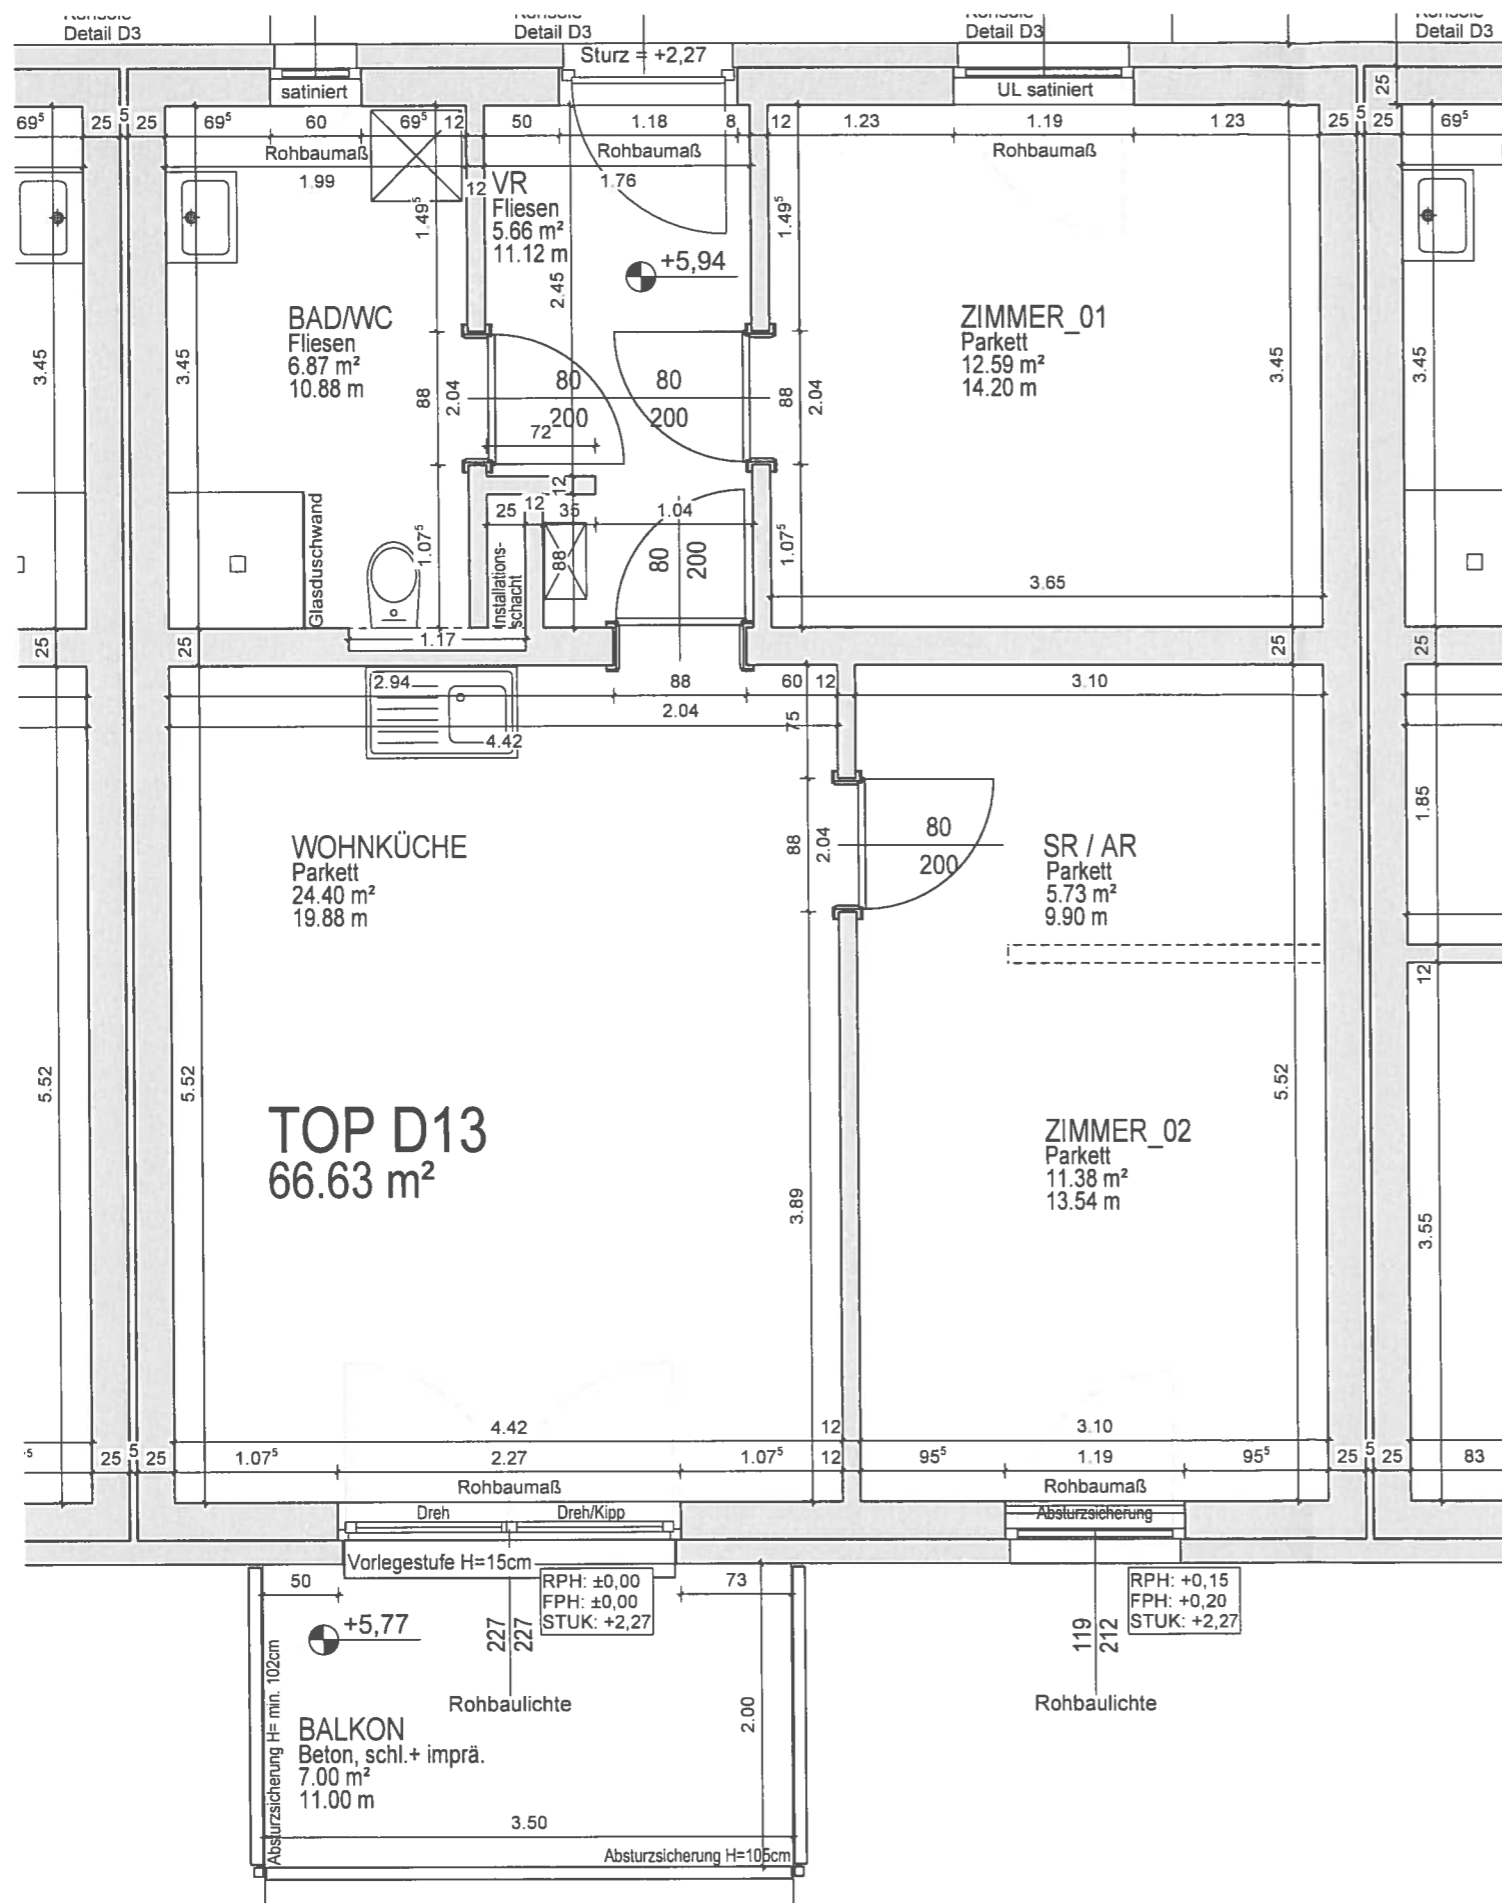 Detail D3
Detail D3
Detail D3
Detail D3
Sturz = +2,27
satiniert
UL satiniert
25
69⁵
25
5
25
69⁵
60
69⁵
12
50
1.18
8
12
1.23
1.19
1.23
25
5
25
69⁵
Rohbaumaß
Rohbaumaß
Rohbaumaß
1.99
12
1.76
VR
Fliesen
5.66 m²
11.12 m
1.49⁵
1.49⁵
2.45
+5,94
BAD/WC
Fliesen
6.87 m²
10.88 m
ZIMMER_01
Parkett
12.59 m²
14.20 m
3.45
3.45
3.45
3.45
88
2.04
80
200
80
200
88
2.04
72
12
25
12
35
1.04
88
80
200
1.07⁵
1.07⁵
Glasduschwand
Installations-
schacht
3.65
1.17
25
25
25
25
2.94
88
60
12
3.10
2.04
4.42
75
WOHNKÜCHE
Parkett
24.40 m²
19.88 m
88
2.04
80
200
SR / AR
Parkett
5.73 m²
9.90 m
1.85
12
5.52
5.52
5.52
TOP D13
66.63 m²
ZIMMER_02
Parkett
11.38 m²
13.54 m
3.89
3.55
4.42
12
3.10
25
5
25
1.07⁵
2.27
1.07⁵
12
95⁵
1.19
95⁵
25
5
25
83
Rohbaumaß
Rohbaumaß
Dreh
Dreh/Kipp
Absturzsicherung
Vorlegestufe H=15cm
50
73
RPH: ±0,00
FPH: ±0,00
STUK: +2,27
RPH: +0,15
FPH: +0,20
STUK: +2,27
+5,77
227
227
119
212
Rohbaulichte
Rohbaulichte
Absturzsicherung H= min. 102cm
BALKON
Beton, schl.+ imprä.
7.00 m²
11.00 m
2.00
3.50
Absturzsicherung H=105cm